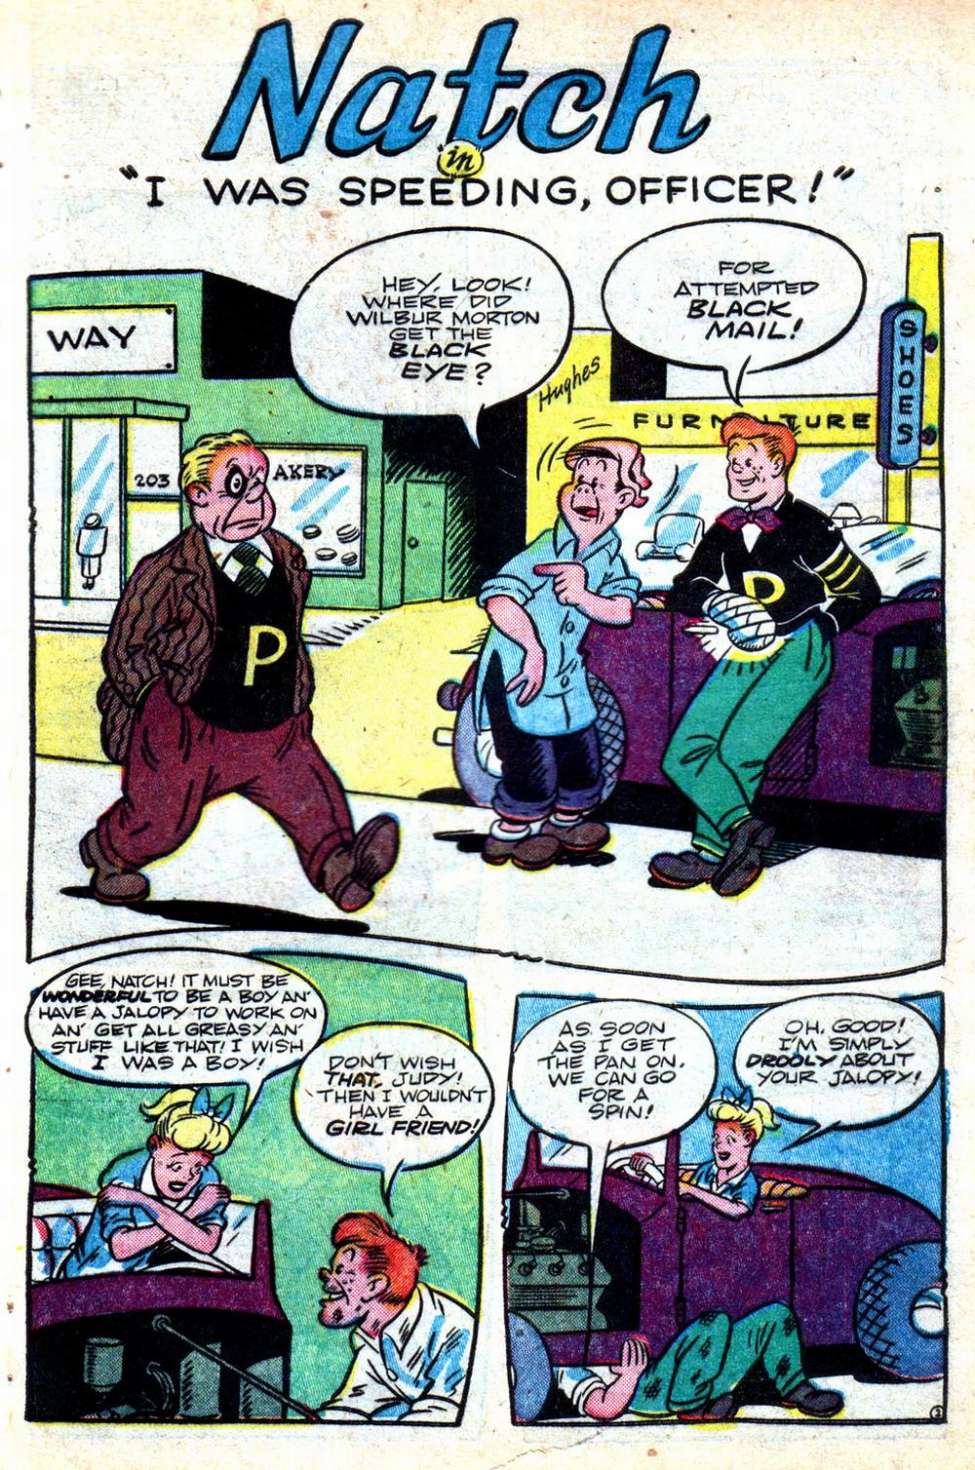 Natch
in
"I WAS SPEEDING, OFFICER!"
HEY, LOOK!
WHERE DID
WILBUR MORTON
GET THE
BLACK
EYE?
FOR
ATTEMPTED
BLACK
MAIL!
WAY
203
AKERY
Hughes
FURN TURE
SHOES
P
P
GEE, NATCH! IT MUST BE
WONDERFUL TO BE A BOY AN'
HAVE A JALOPY TO WORK ON
AN' GET ALL GREASY AN'
STUFF LIKE THAT! I WISH
I WAS A BOY!
DON'T WISH
THAT, JUDY!
THEN I WOULDN'T
HAVE A
GIRL FRIEND!
AS SOON
AS I GET
THE PAN ON,
WE CAN GO
FOR A
SPIN!
OH, GOOD!
I'M SIMPLY
DROOLY ABOUT
YOUR JALOPY!